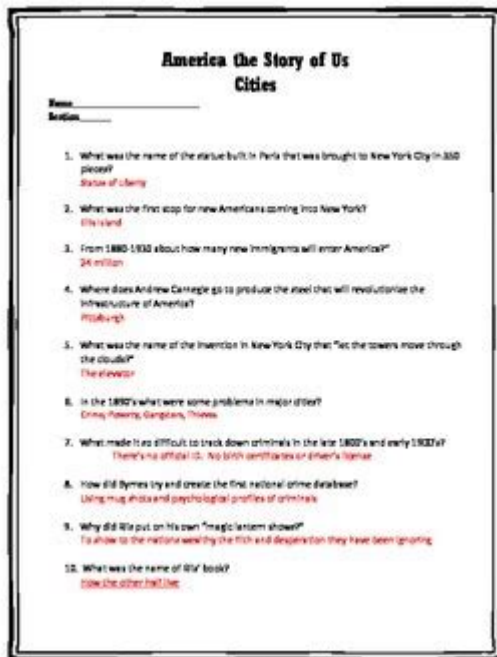 America the Story of Us
Cities
Name
Section
1. What was the name of the statue built in Paris that was brought to New York City in 350
pieces?
Statue of Liberty
2. What was the first stop for new Americans coming into New York?
Ellis Island
3. From 1880-1930 about how many new immigrants will enter America?"
24 million
4. Where does Andrew Carnegie go to produce the steel that will revolutionize the
infrastructure of America?
Pittsburgh
5. What was the name of the invention in New York City that "let the towers move through
the clouds?"
The elevator
6. In the 1890's what were some problems in major cities?
Crime, Poverty, Gangsters, Thieves
7. What made it so difficult to track down criminals in the late 1800's and early 1900's?
There's no official ID. No birth certificates or driver's license
8. How did Byrnes try and create the first national crime database?
Using mug shots and psychological profiles of criminals
9. Why did Riis put on his own "magic lantern shows?"
To show to the nations wealthy the filth and desperation they have been ignoring
10. What was the name of Riis' book?
How the other half live